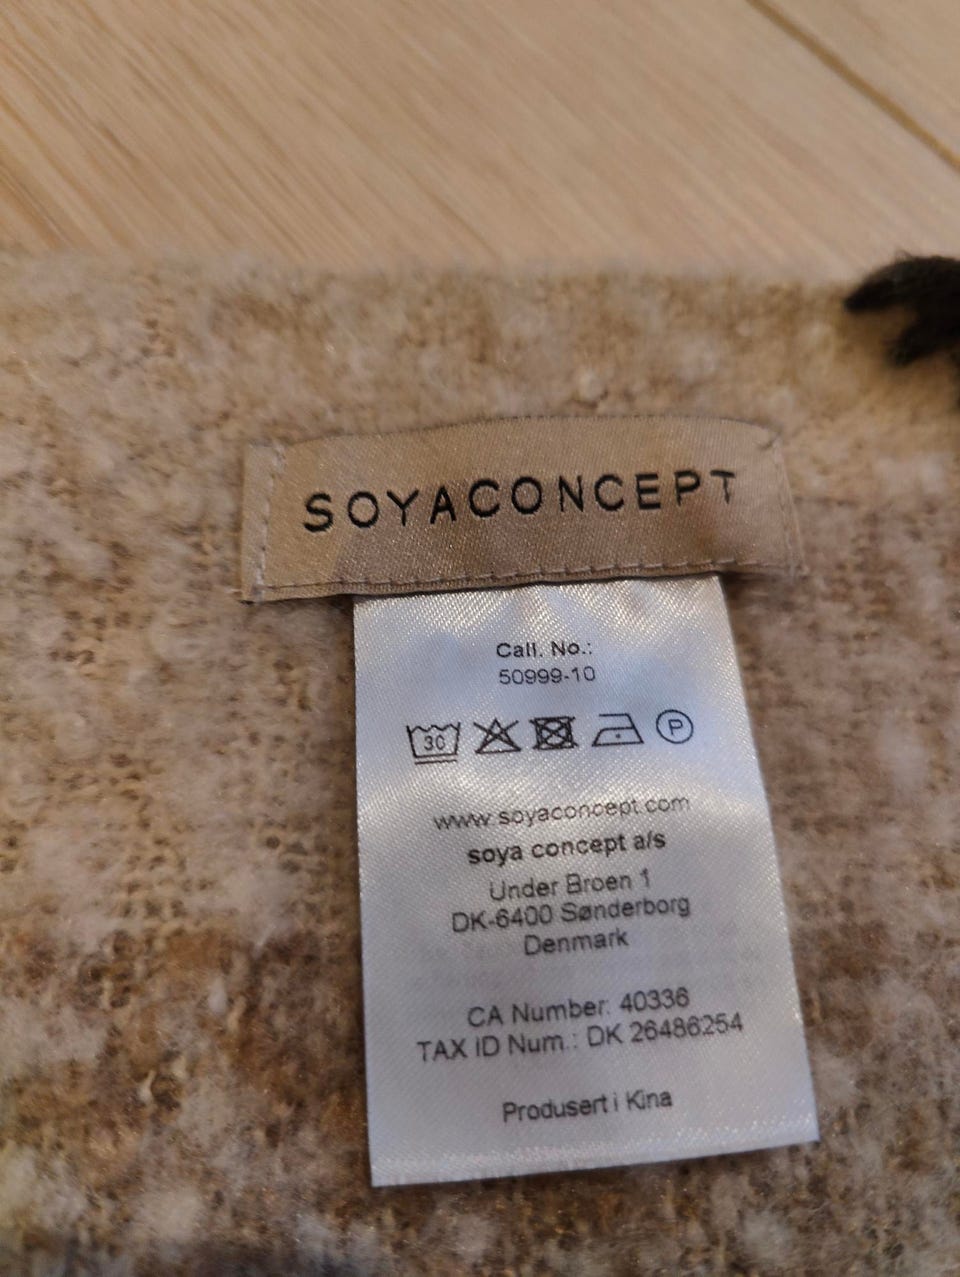 SOYACONCEPT
Call. No.:
50999-10
30 P
www.soyaconcept.com
soya concept a/s
Under Broen 1
DK-6400 Sønderborg
Denmark
CA Number: 40336
TAX ID Num.: DK 26486254
Produsert i Kina